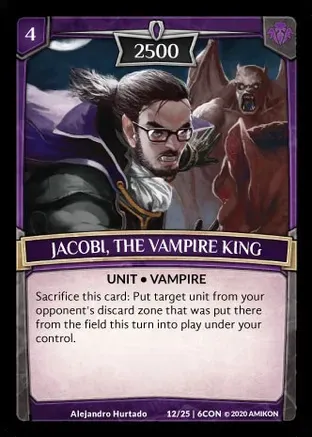 4
2500
JACOBI, THE VAMPIRE KING
UNIT • VAMPIRE
Sacrifice this card: Put target unit from your
opponent's discard zone that was put there
from the field this turn into play under your
control.
Alejandro Hurtado 12/25 | 6CON © 2020 AMIKON